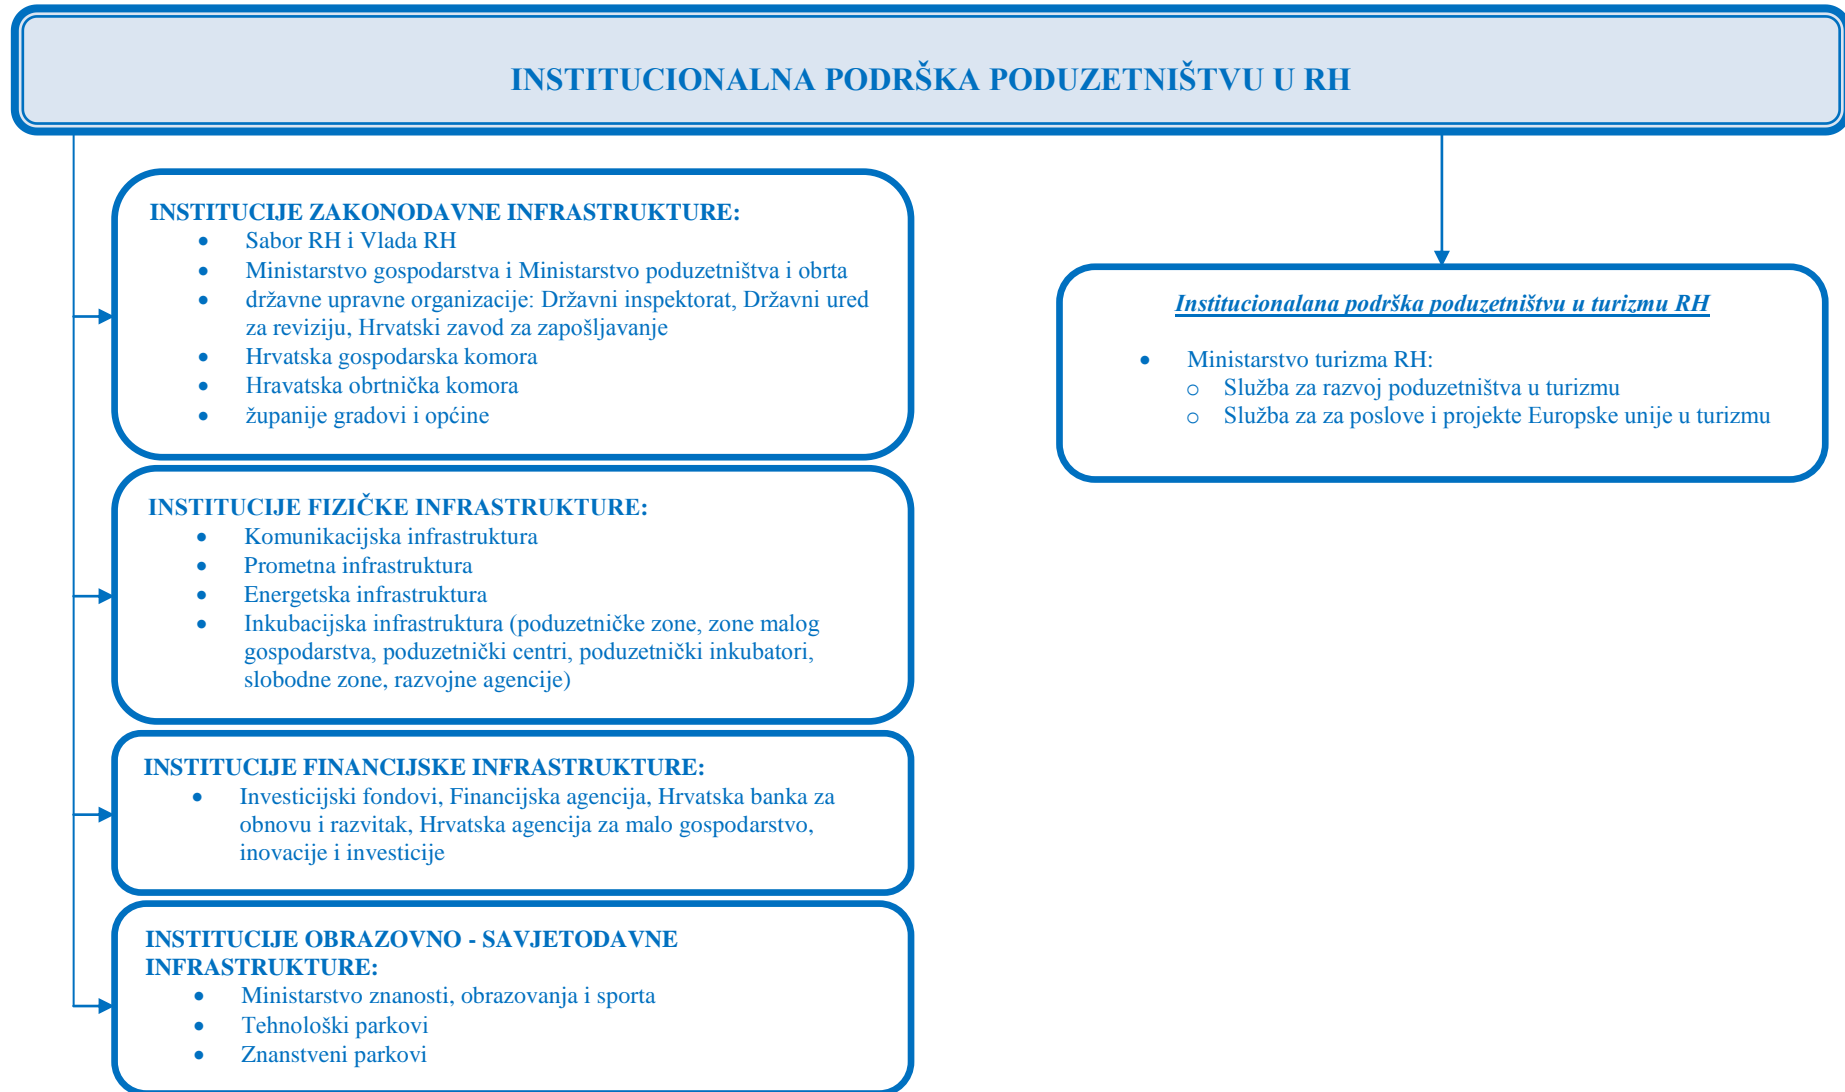 INSTITUCIONALNA PODRŠKA PODUZETNIŠTVU U RH
INSTITUCIJE ZAKONODAVNE INFRASTRUKTURE:
• Sabor RH i Vlada RH
• Ministarstvo gospodarstva i Ministarstvo poduzetništva i obrta
• državne upravne organizacije: Državni inspektorat, Državni ured
za reviziju, Hrvatski zavod za zapošljavanje
• Hrvatska gospodarska komora
• Hravatska obrtnička komora
• županije gradovi i općine
INSTITUCIJE FIZIČKE INFRASTRUKTURE:
• Komunikacijska infrastruktura
• Prometna infrastruktura
• Energetska infrastruktura
• Inkubacijska infrastruktura (poduzetničke zone, zone malog
gospodarstva, poduzetnički centri, poduzetnički inkubatori,
slobodne zone, razvojne agencije)
INSTITUCIJE FINANCIJSKE INFRASTRUKTURE:
• Investicijski fondovi, Financijska agencija, Hrvatska banka za
obnovu i razvitak, Hrvatska agencija za malo gospodarstvo,
inovacije i investicije
INSTITUCIJE OBRAZOVNO - SAVJETODAVNE
INFRASTRUKTURE:
• Ministarstvo znanosti, obrazovanja i sporta
• Tehnološki parkovi
• Znanstveni parkovi
Institucionalana podrška poduzetništvu u turizmu RH
• Ministarstvo turizma RH:
o Služba za razvoj poduzetništva u turizmu
o Služba za za poslove i projekte Europske unije u turizmu